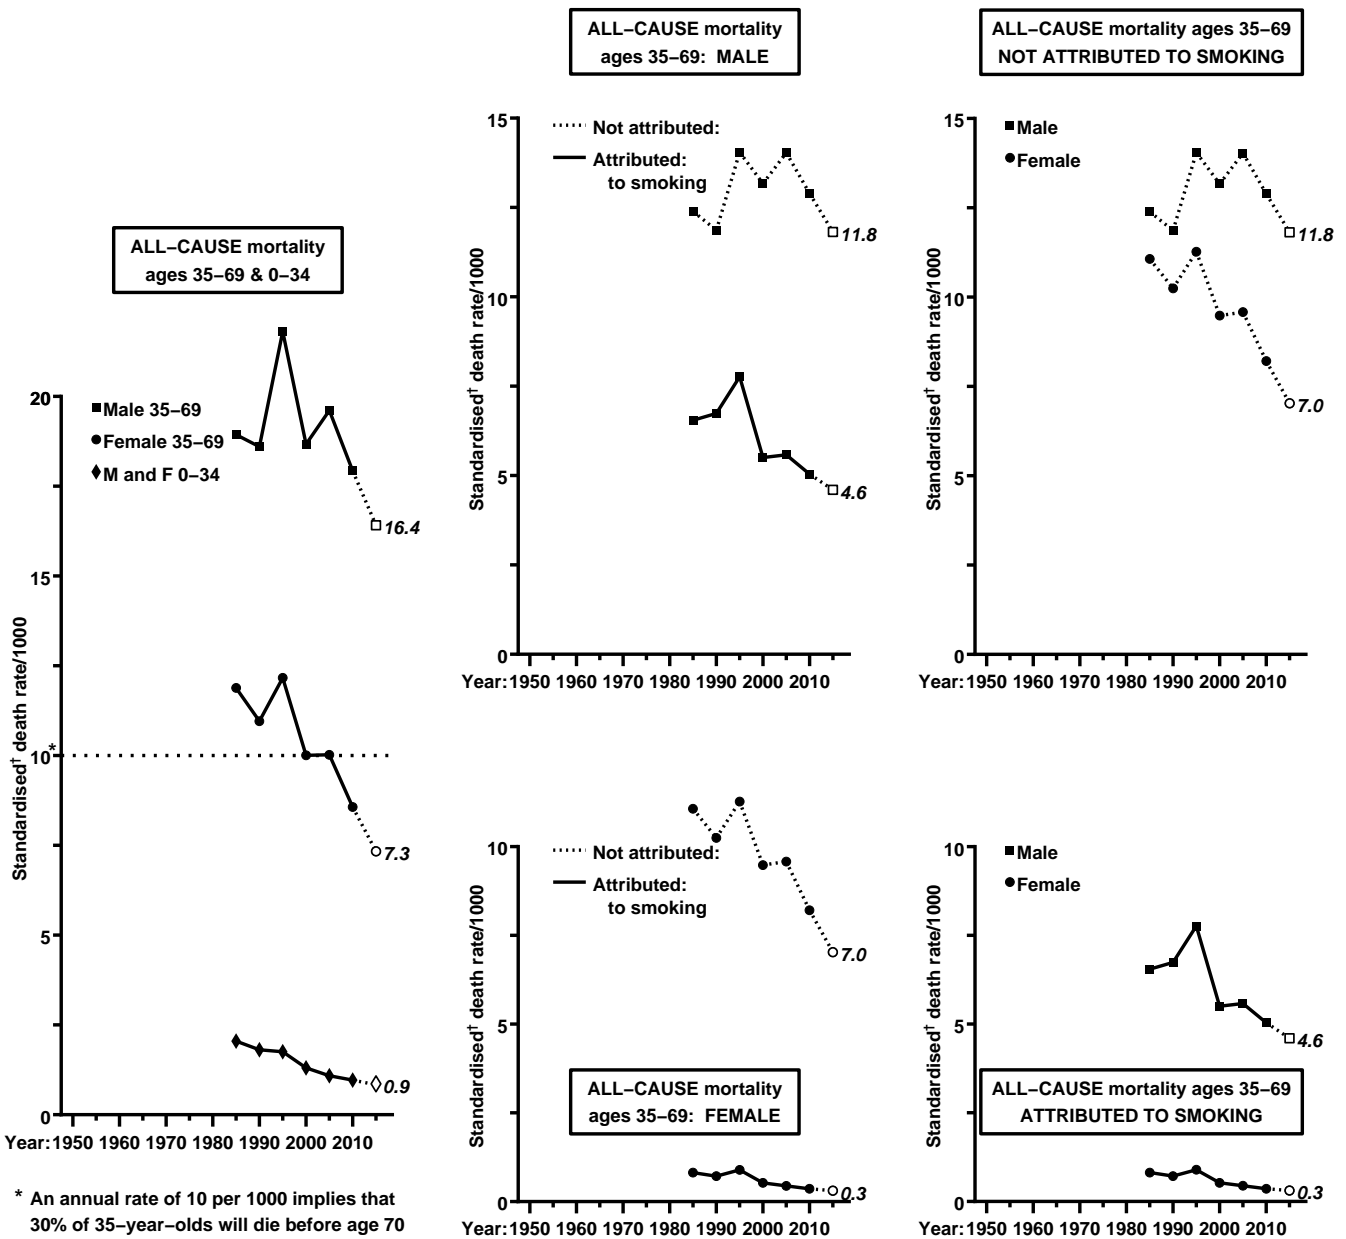 ALL–CAUSE mortality
ages 35–69 & 0–34
Standardised† death rate/1000
20
15
10*
5
0
Male 35–69
Female 35–69
M and F 0–34
16.4
7.3
0.9
Year: 1950 1960 1970 1980 1990 2000 2010
* An annual rate of 10 per 1000 implies that
30% of 35–year–olds will die before age 70
ALL–CAUSE mortality
ages 35–69: MALE
Standardised† death rate/1000
15
10
5
0
Not attributed:
Attributed:
to smoking
11.8
4.6
Year: 1950 1960 1970 1980 1990 2000 2010
ALL–CAUSE mortality ages 35–69
NOT ATTRIBUTED TO SMOKING
Standardised† death rate/1000
15
10
5
0
Male
Female
11.8
7.0
Year: 1950 1960 1970 1980 1990 2000 2010
Standardised† death rate/1000
10
5
0
Not attributed:
Attributed:
to smoking
7.0
ALL–CAUSE mortality
ages 35–69: FEMALE
0.3
Year: 1950 1960 1970 1980 1990 2000 2010
Standardised† death rate/1000
10
5
0
Male
Female
4.6
ALL–CAUSE mortality ages 35–69
ATTRIBUTED TO SMOKING
0.3
Year: 1950 1960 1970 1980 1990 2000 2010